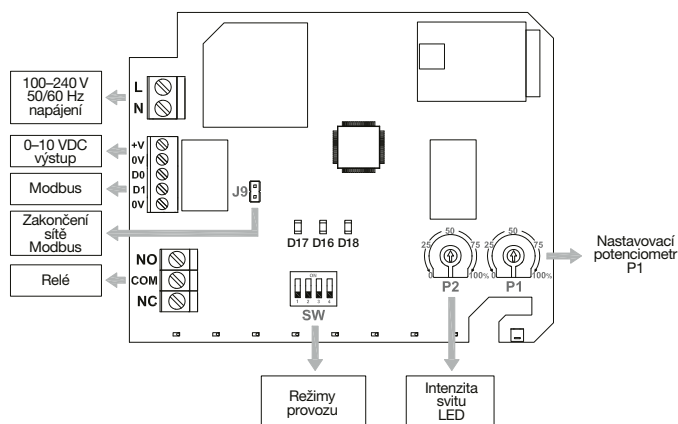 100–240 V
50/60 Hz
napájení
L
N
0–10 VDC
výstup
+V
0V
D0
D1
0V
Modbus
J9
Zakončení
sítě
Modbus
NO
COM
NC
Relé
D17 D16 D18
ON
1 2 3 4
SW
0 25 50 75 100%
P2
0 25 50 75 100%
P1
Nastavovací
potenciometr
P1
Režimy
provozu
Intenzita
svitu
LED